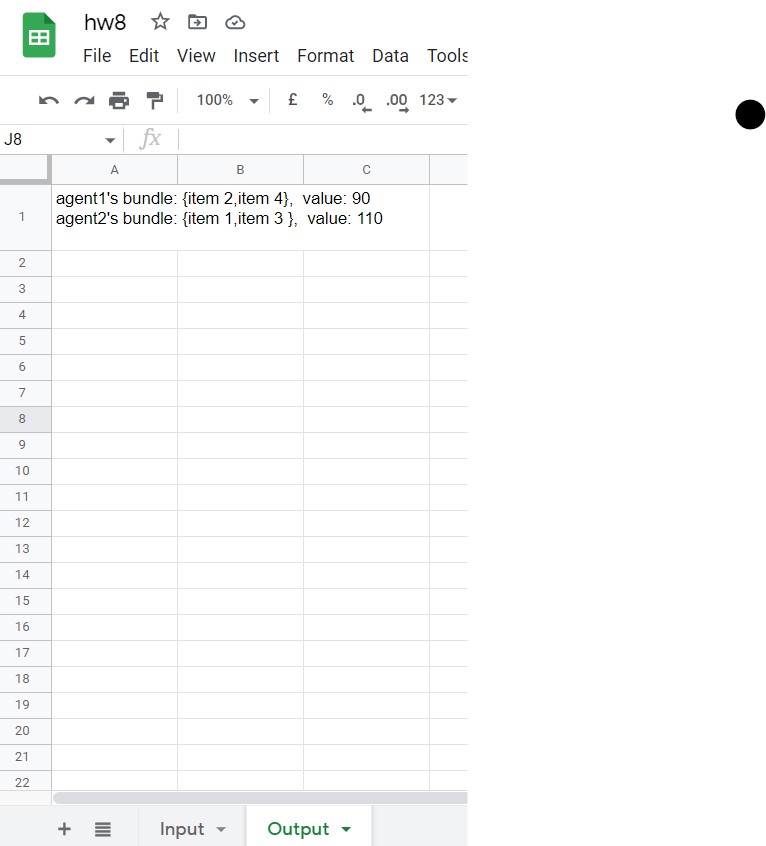 hw8
File Edit View Insert Format Data Tools
100% £ % .0 .00 123
J8 fx
A B C
1
agent1's bundle: {item 2,item 4},  value: 90
agent2's bundle: {item 1,item 3 },  value: 110
2
3
4
5
6
7
8
9
10
11
12
13
14
15
16
17
18
19
20
21
22
+ Input Output